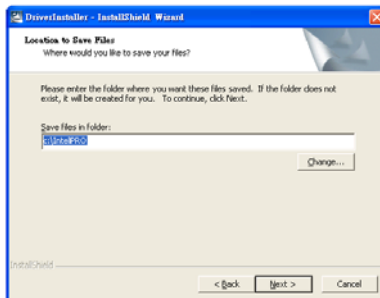 DriverInstaller - InstallShield Wizard
Location to Save Files
Where would you like to save your files?
Please enter the folder where you want these files saved. If the folder does not
exist, it will be created for you. To continue, click Next.
Save files in folder:
c:\IntelPRO
Change...
InstallShield
< Back
Next >
Cancel